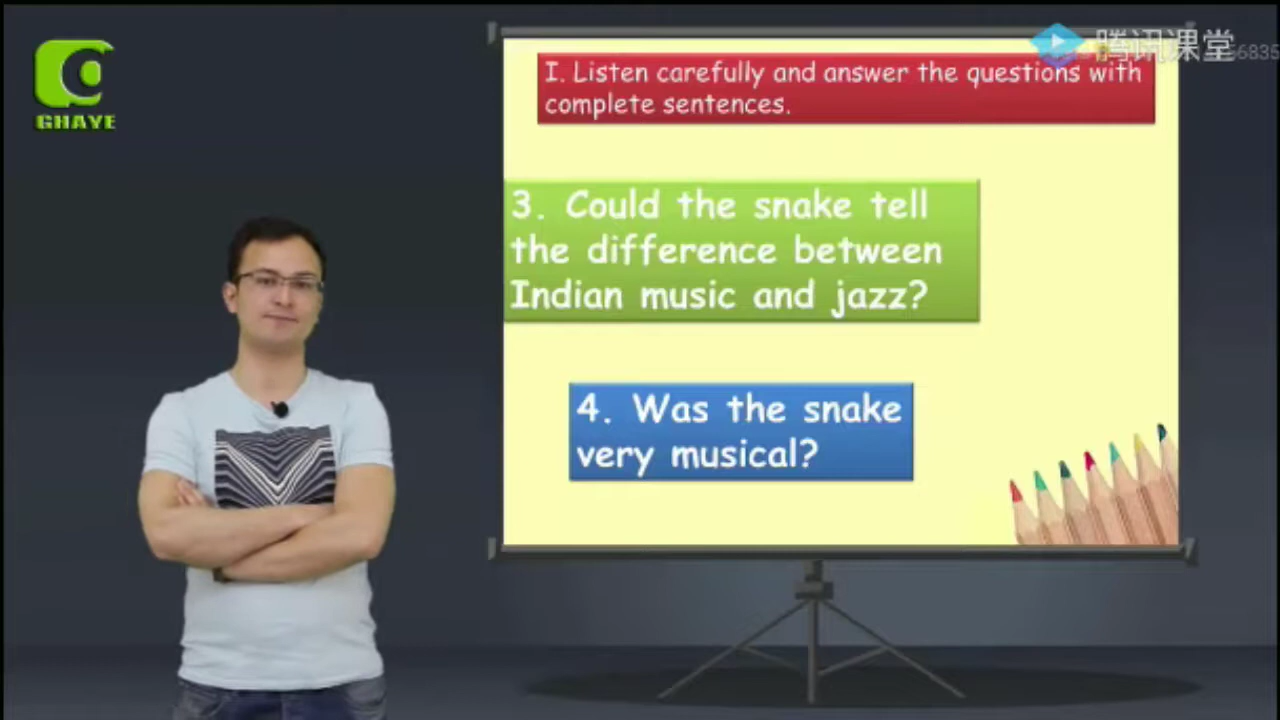 GHAYE
腾讯课堂
66835
I. Listen carefully and answer the questions with
complete sentences.
3. Could the snake tell
the difference between
Indian music and jazz?
4. Was the snake
very musical?